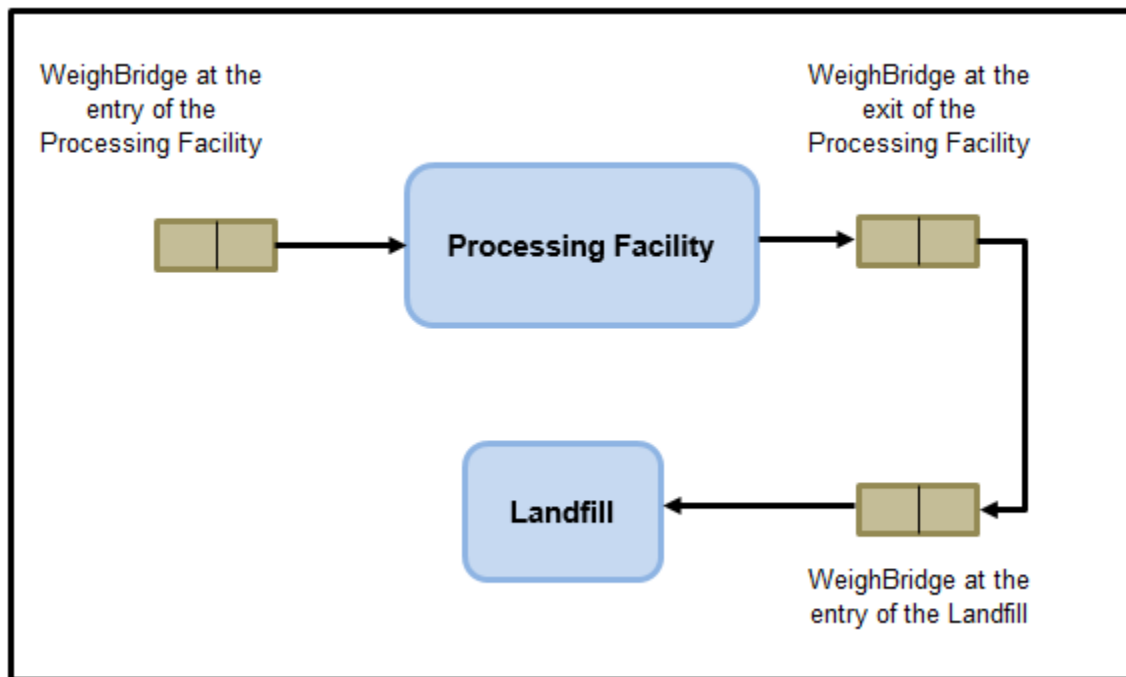 WeighBridge at the
entry of the
Processing Facility
WeighBridge at the
exit of the
Processing Facility
Processing Facility
Landfill
WeighBridge at the
entry of the Landfill